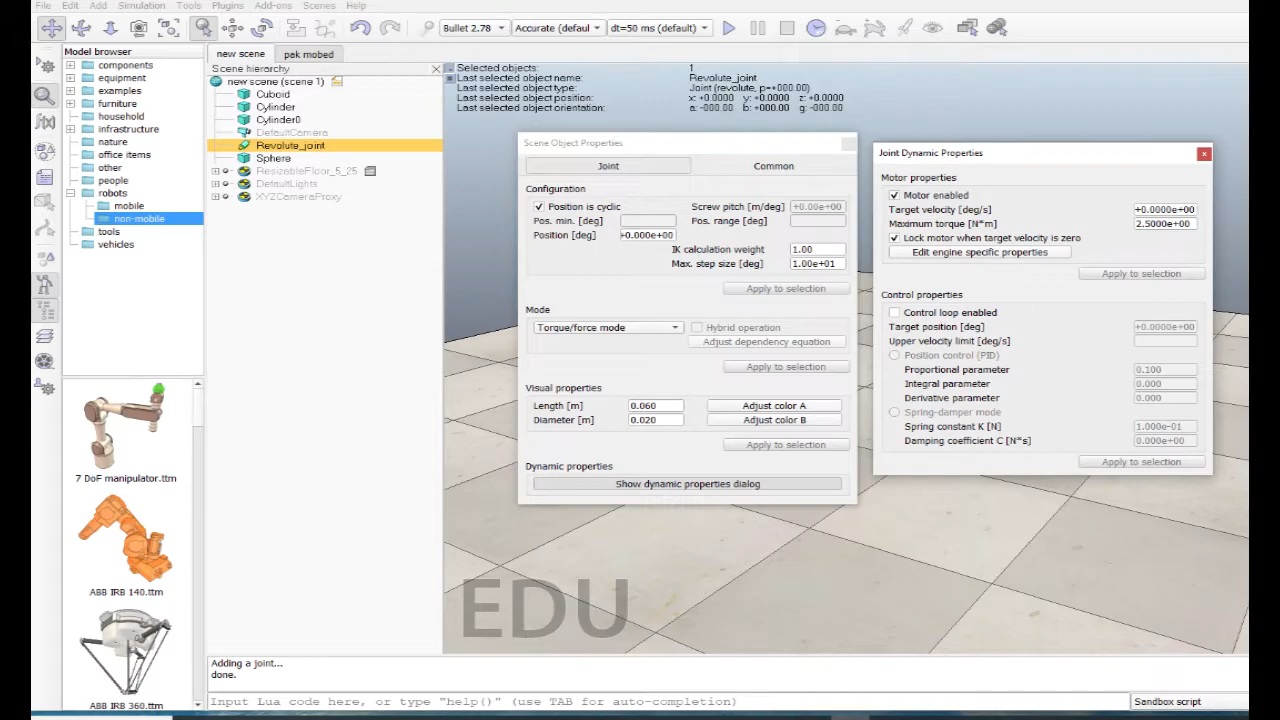 File Edit Add Simulation Tools Plugins Add-ons Scenes Help
Bullet 2.78 Accurate (defaul dt=50 ms (default)
Model browser
components
equipment
examples
furniture
household
infrastructure
nature
office items
other
people
robots
mobile
non-mobile
tools
vehicles
7 DoF manipulator.ttm
ABB IRB 140.ttm
ABB IRB 360.ttm
new scene pak mobed
Scene hierarchy
new scene (scene 1)
Cuboid
Cylinder
Cylinder0
DefaultCamera
Revolute_joint
Sphere
ResizableFloor_5_25
DefaultLights
XYZCameraProxy
Selected objects: 1
Last selected object name: Revolute_joint
Last selected object type: Joint (revolute, p=+000.00)
Last selected object position: x: +0.0000 y: +0.0000 z: +0.0000
Last selected object orientation: a: -000.00 b: +000.00 g: -000.00
Scene Object Properties
Joint Common
Configuration
Position is cyclic Screw pitch [m/deg] +0.00e+00
Pos. min. [deg] Pos. range [deg]
Position [deg] +0.000e+00
IK calculation weight 1.00
Max. step size [deg] 1.00e+01
Apply to selection
Mode
Torque/force mode Hybrid operation
Adjust dependency equation
Apply to selection
Visual properties
Length [m] 0.060 Adjust color A
Diameter [m] 0.020 Adjust color B
Apply to selection
Dynamic properties
Show dynamic properties dialog
Joint Dynamic Properties
Motor properties
Motor enabled
Target velocity [deg/s] +0.0000e+00
Maximum torque [N*m] 2.5000e+00
Lock motor when target velocity is zero
Edit engine specific properties
Apply to selection
Control properties
Control loop enabled
Target position [deg] +0.0000e+00
Upper velocity limit [deg/s]
Position control (PID)
Proportional parameter 0.100
Integral parameter 0.000
Derivative parameter 0.000
Spring-damper mode
Spring constant K [N] 1.000e-01
Damping coefficient C [N*s] 0.000e+00
Apply to selection
EDU
Adding a joint...
done.
Input Lua code here, or type "help()" (use TAB for auto-completion)
Sandbox script